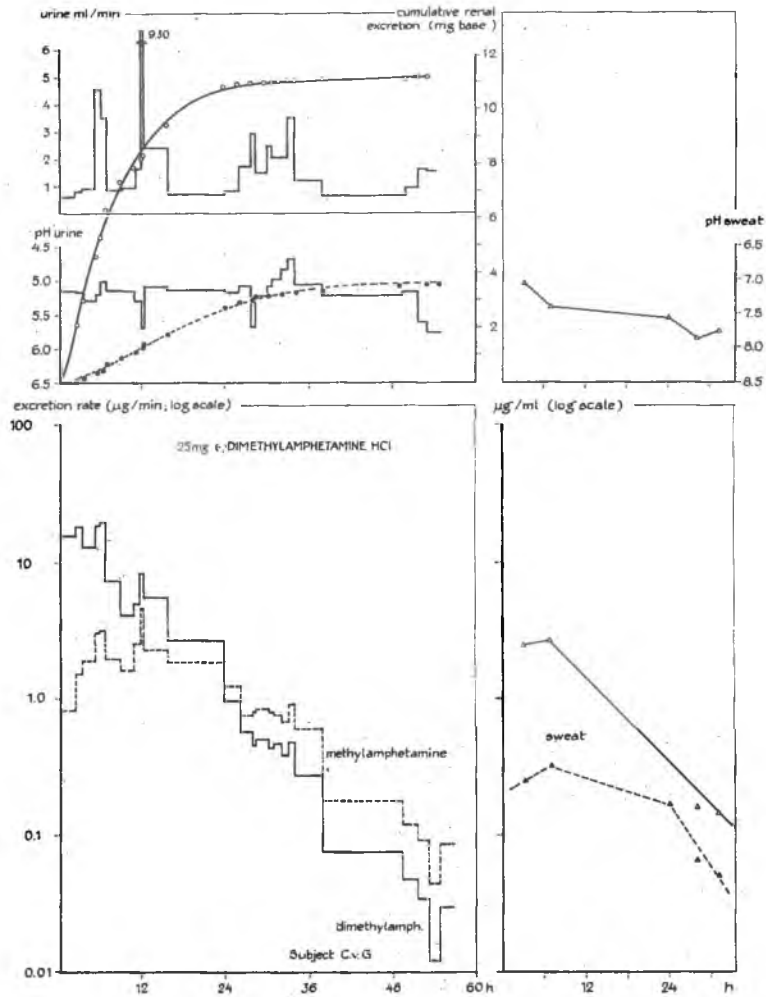 urine ml/min
cumulative renal
excretion (mg base)
930
6
5
4
3
2
1
12
10
8
6
4
2
pH urine
4.5
5.0
5.5
6.0
6.5
pH sweat
6.5
7.0
7.5
8.0
8.5
excretion rate (µg/min; log scale)
µg/ml (log scale)
25mg DIMETHYLAMPHETAMINE HCl
100
10
1.0
0.1
0.01
methylamphetamine
dimethylamph.
Subject C.v.G
sweat
12
24
36
48
60 h
12
24
h